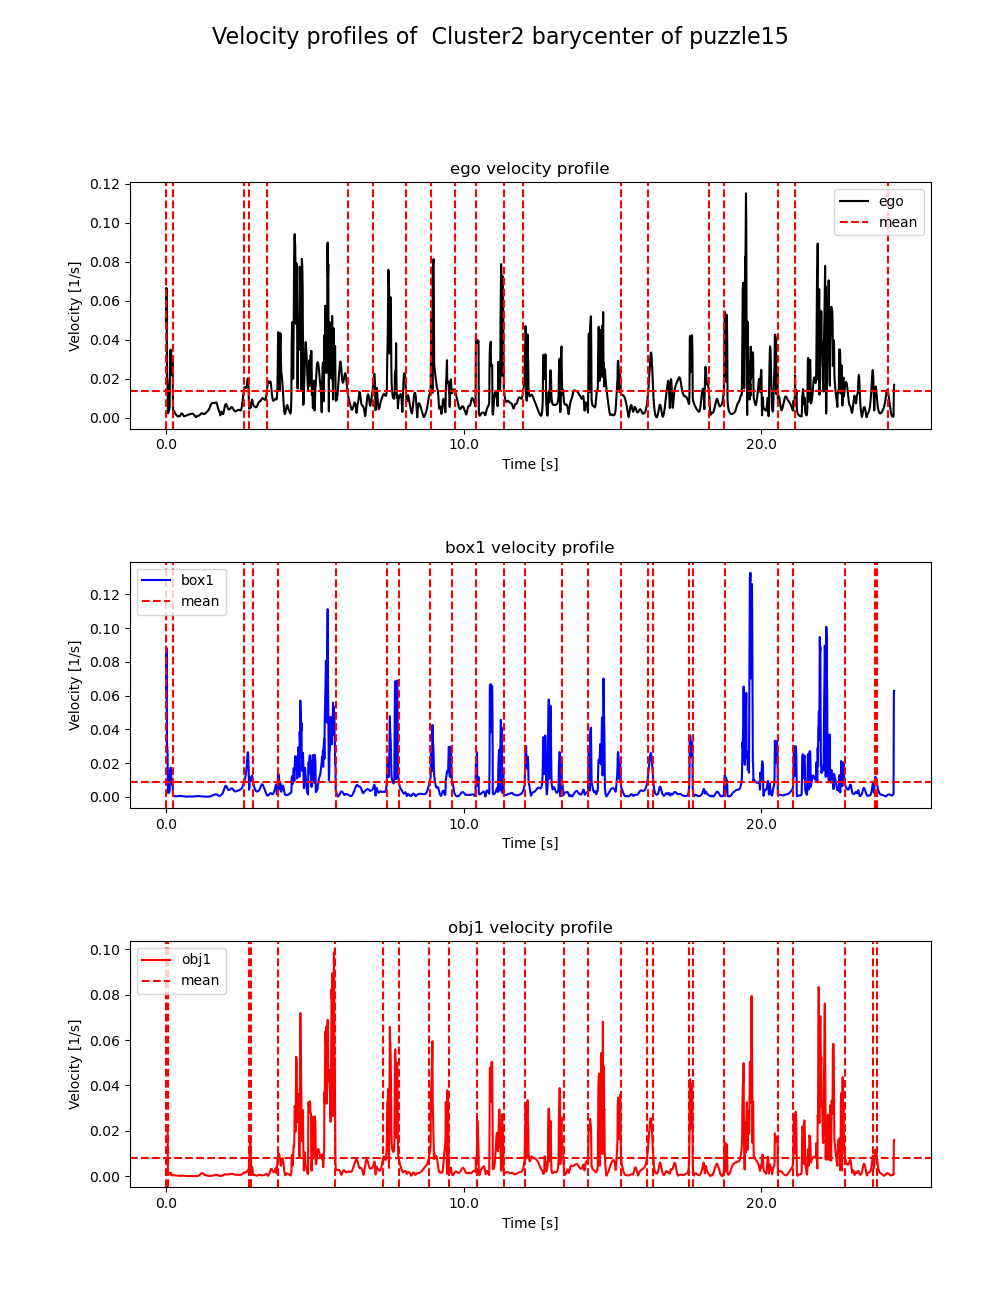 Velocity profiles of  Cluster2 barycenter of puzzle15
ego velocity profile
0.12
0.10
0.08
0.06
0.04
0.02
0.00
Velocity [1/s]
ego
mean
0.0 10.0 20.0
Time [s]
box1 velocity profile
0.12
0.10
0.08
0.06
0.04
0.02
0.00
Velocity [1/s]
box1
mean
0.0 10.0 20.0
Time [s]
obj1 velocity profile
0.10
0.08
0.06
0.04
0.02
0.00
Velocity [1/s]
obj1
mean
0.0 10.0 20.0
Time [s]